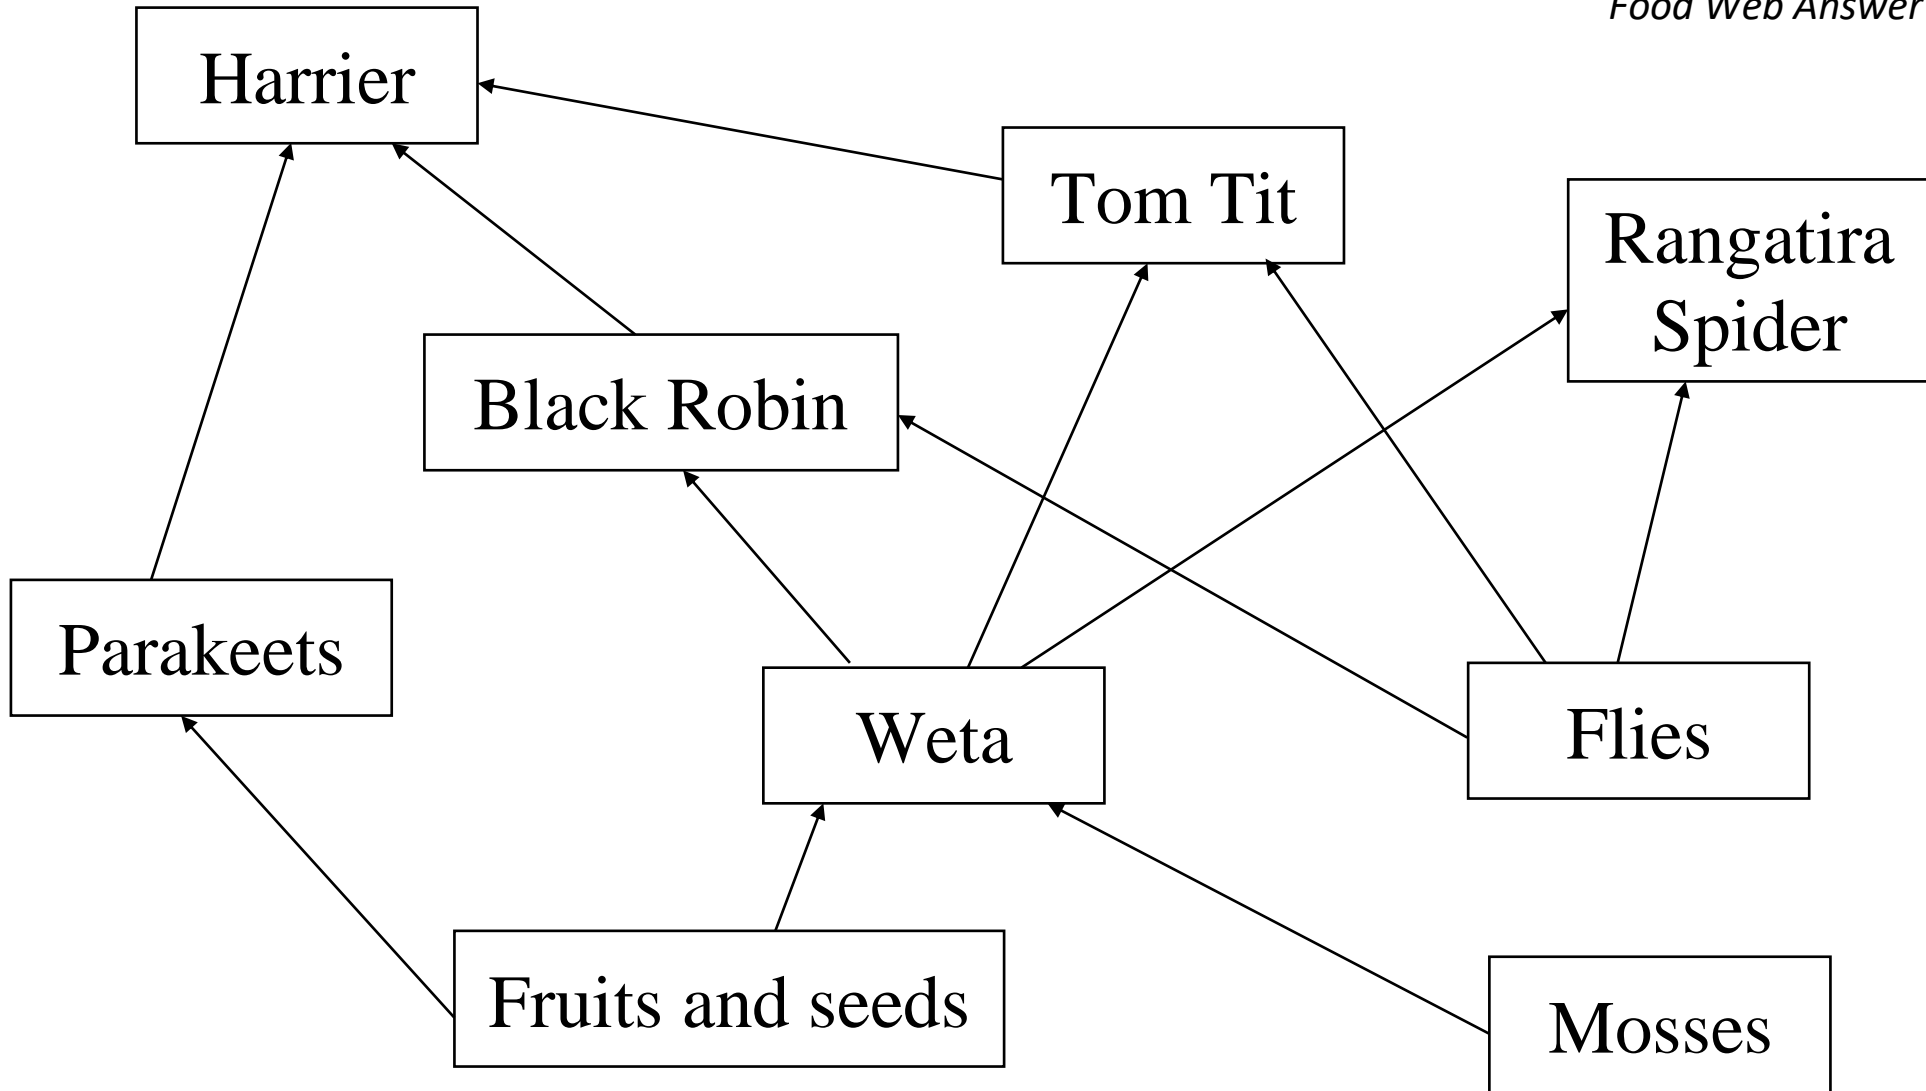 Food Web Answer
Harrier
Tom Tit
Rangatira
Spider
Black Robin
Parakeets
Weta
Flies
Fruits and seeds
Mosses